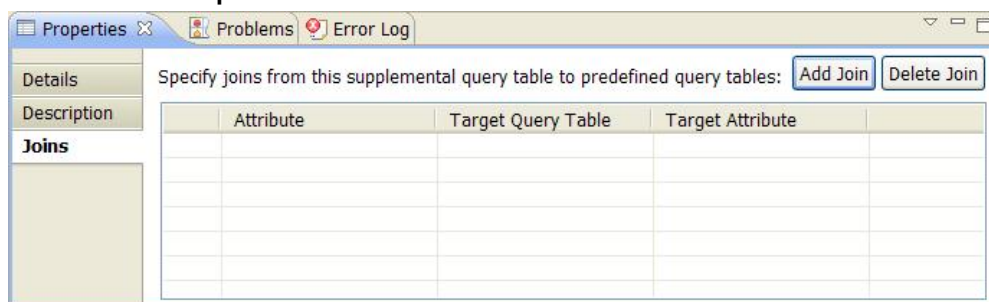 Properties Problems Error Log
Details
Specify joins from this supplemental query table to predefined query tables: Add Join Delete Join
Description
Attribute Target Query Table Target Attribute
Joins